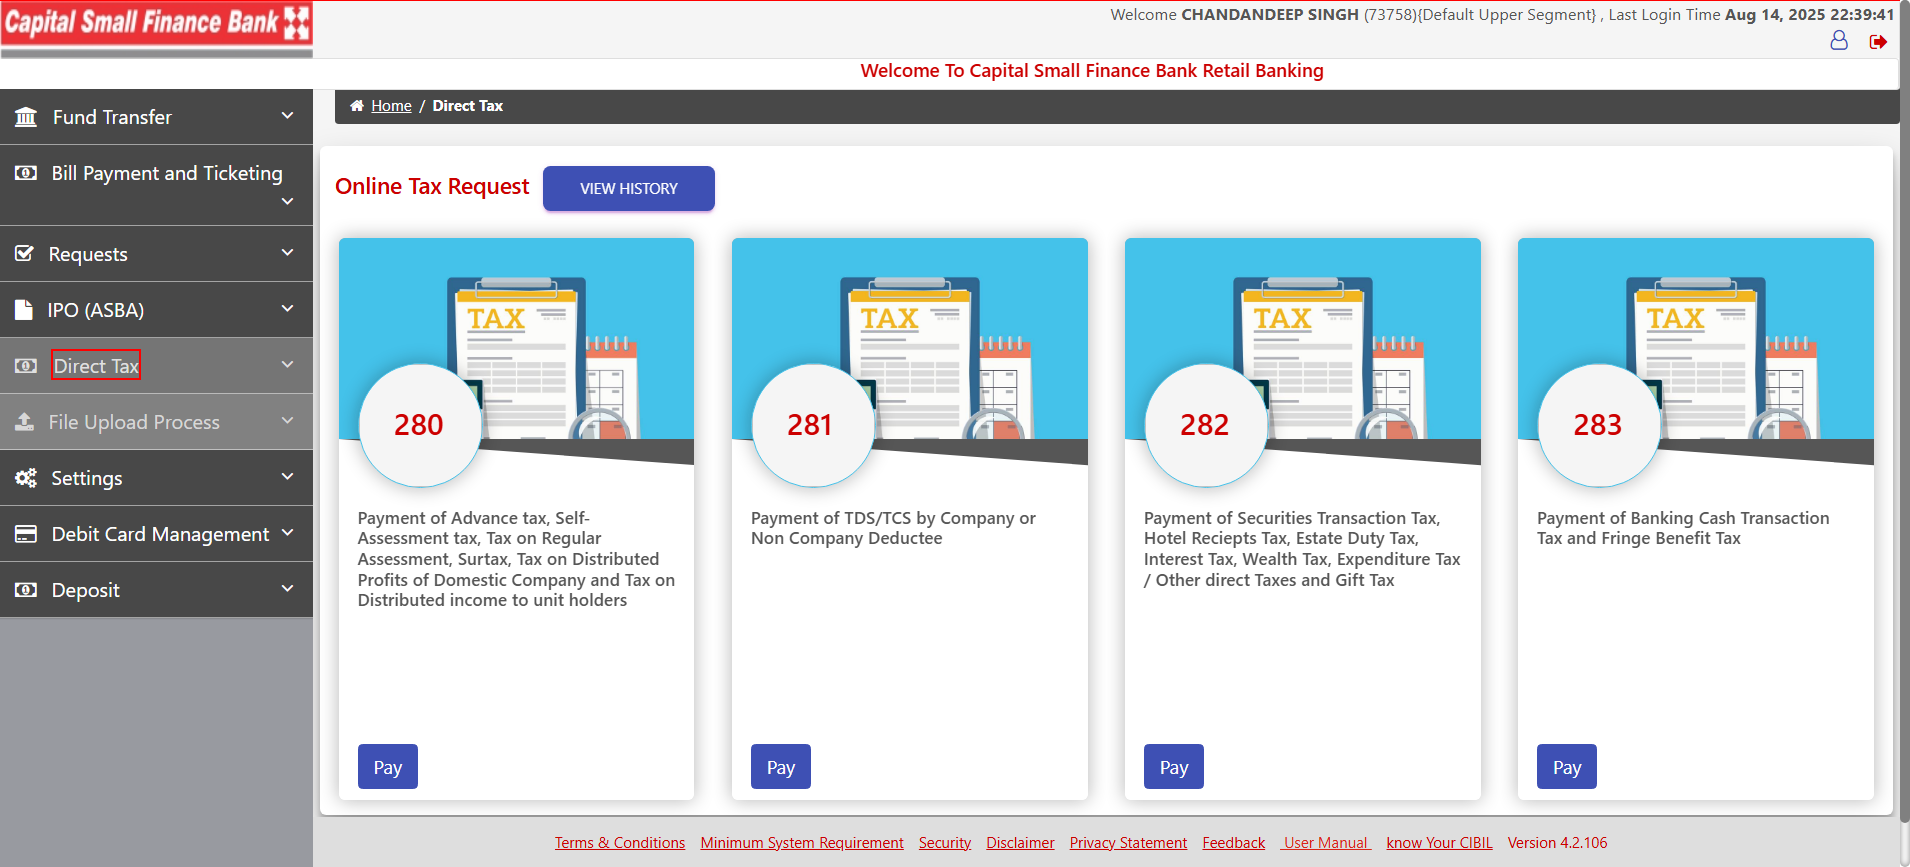 Capital Small Finance Bank
Welcome CHANDANDEEP SINGH (73758){Default Upper Segment} , Last Login Time Aug 14, 2025 22:39:41
Welcome To Capital Small Finance Bank Retail Banking
Home / Direct Tax
Fund Transfer
Bill Payment and Ticketing
Requests
IPO (ASBA)
Direct Tax
File Upload Process
Settings
Debit Card Management
Deposit
Online Tax Request
VIEW HISTORY
TAX
280
Payment of Advance tax, Self-
Assessment tax, Tax on Regular
Assessment, Surtax, Tax on Distributed
Profits of Domestic Company and Tax on
Distributed income to unit holders
Pay
TAX
281
Payment of TDS/TCS by Company or
Non Company Deductee
Pay
TAX
282
Payment of Securities Transaction Tax,
Hotel Reciepts Tax, Estate Duty Tax,
Interest Tax, Wealth Tax, Expenditure Tax
/ Other direct Taxes and Gift Tax
Pay
TAX
283
Payment of Banking Cash Transaction
Tax and Fringe Benefit Tax
Pay
Terms & Conditions Minimum System Requirement Security Disclaimer Privacy Statement Feedback User Manual know Your CIBIL Version 4.2.106